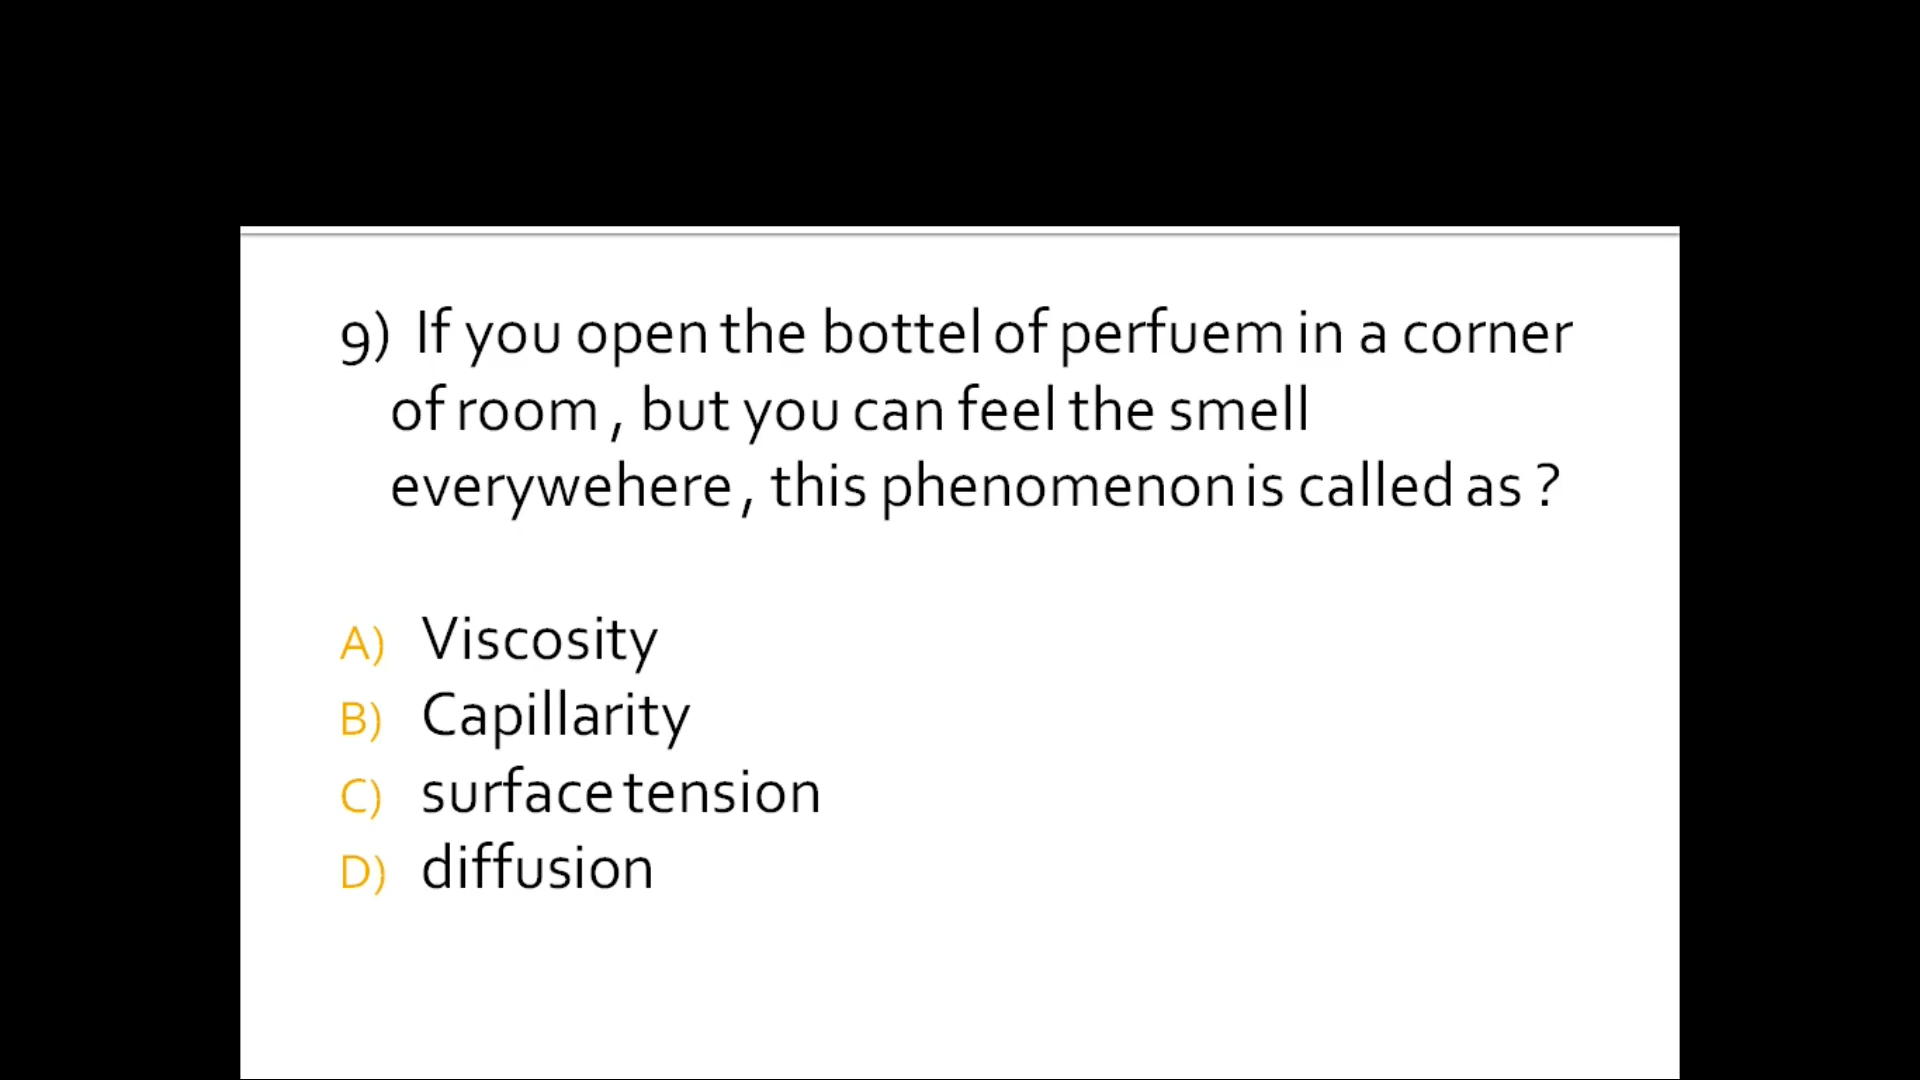 9) If you open the bottel of perfuem in a corner
of room , but you can feel the smell
everywehere , this phenomenon is called as ?
A) Viscosity
B) Capillarity
C) surface tension
D) diffusion